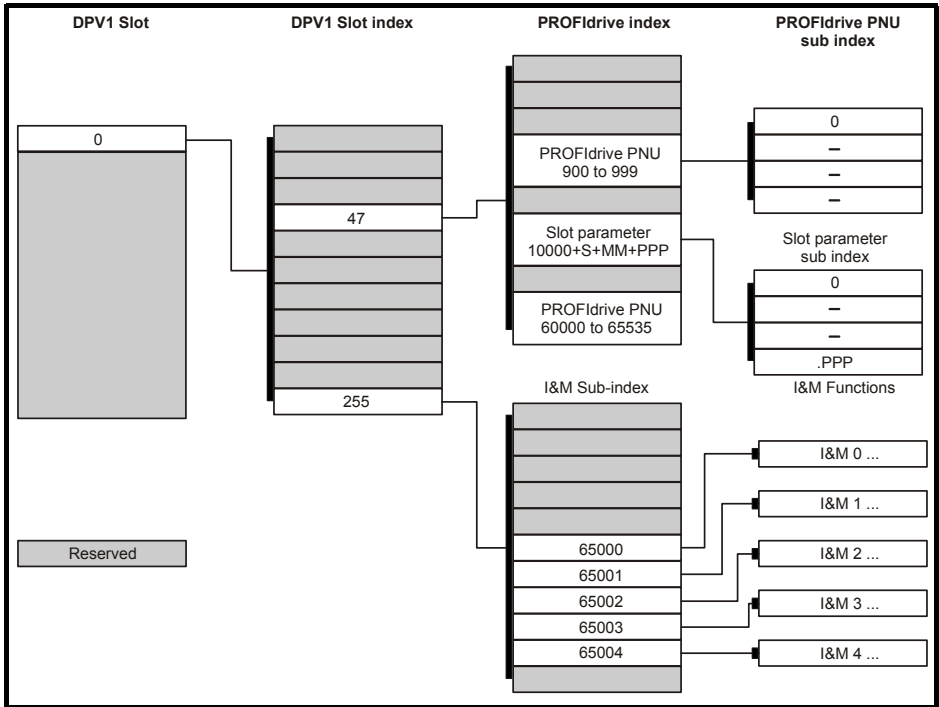 DPV1 Slot
DPV1 Slot index
PROFIdrive index
PROFIdrive PNU
sub index
0
47
255
Reserved
PROFIdrive PNU
900 to 999
Slot parameter
10000+S+MM+PPP
PROFIdrive PNU
60000 to 65535
0
–
–
–
Slot parameter
sub index
0
–
–
.PPP
I&M Sub-index
I&M Functions
65000
65001
65002
65003
65004
I&M 0 ...
I&M 1 ...
I&M 2 ...
I&M 3 ...
I&M 4 ...